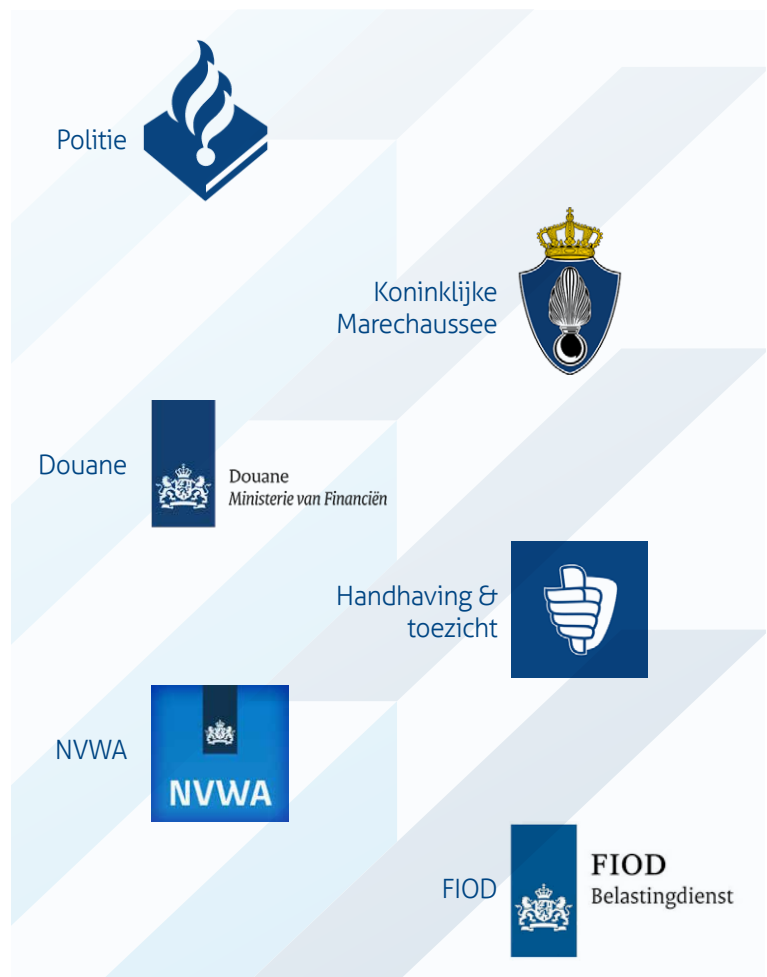 Politie
Koninklijke
Marechaussee
Douane
Douane
Ministerie van Financiën
Handhaving &
toezicht
NVWA
NVWA
FIOD
FIOD
Belastingdienst